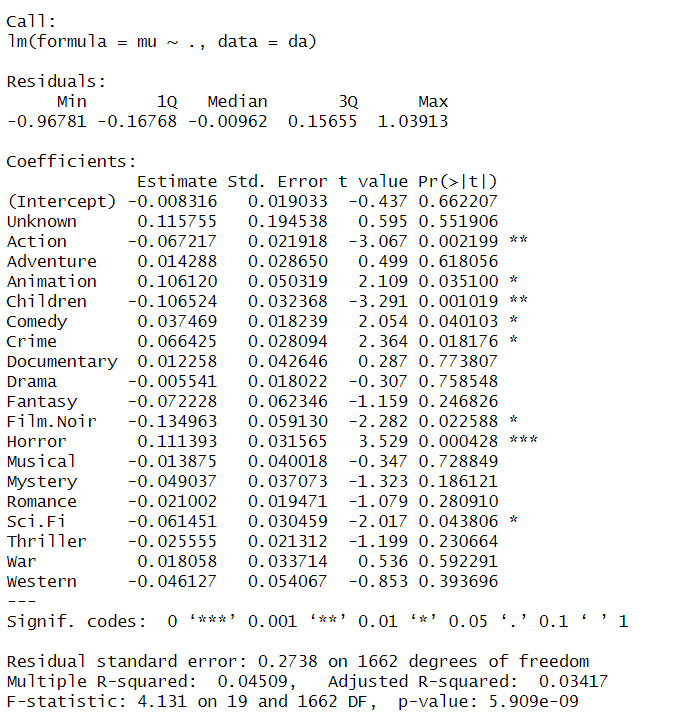 Call:
lm(formula = mu ~ ., data = da)
Residuals:
Min 1Q Median 3Q Max
-0.96781 -0.16768 -0.00962 0.15655 1.03913
Coefficients:
Estimate Std. Error t value Pr(>|t|)
(Intercept) -0.008316 0.019033 -0.437 0.662207
Unknown 0.115755 0.194538 0.595 0.551906
Action -0.067217 0.021918 -3.067 0.002199 **
Adventure 0.014288 0.028650 0.499 0.618056
Animation 0.106120 0.050319 2.109 0.035100 *
Children -0.106524 0.032368 -3.291 0.001019 **
Comedy 0.037469 0.018239 2.054 0.040103 *
Crime 0.066425 0.028094 2.364 0.018176 *
Documentary 0.012258 0.042646 0.287 0.773807
Drama -0.005541 0.018022 -0.307 0.758548
Fantasy -0.072228 0.062346 -1.159 0.246826
Film.Noir -0.134963 0.059130 -2.282 0.022588 *
Horror 0.111393 0.031565 3.529 0.000428 ***
Musical -0.013875 0.040018 -0.347 0.728849
Mystery -0.049037 0.037073 -1.323 0.186121
Romance -0.021002 0.019471 -1.079 0.280910
Sci.Fi -0.061451 0.030459 -2.017 0.043806 *
Thriller -0.025555 0.021312 -1.199 0.230664
War 0.018058 0.033714 0.536 0.592291
Western -0.046127 0.054067 -0.853 0.393696
---
Signif. codes: 0 ‘***’ 0.001 ‘**’ 0.01 ‘*’ 0.05 ‘.’ 0.1 ‘ ’ 1
Residual standard error: 0.2738 on 1662 degrees of freedom
Multiple R-squared: 0.04509, Adjusted R-squared: 0.03417
F-statistic: 4.131 on 19 and 1662 DF, p-value: 5.909e-09